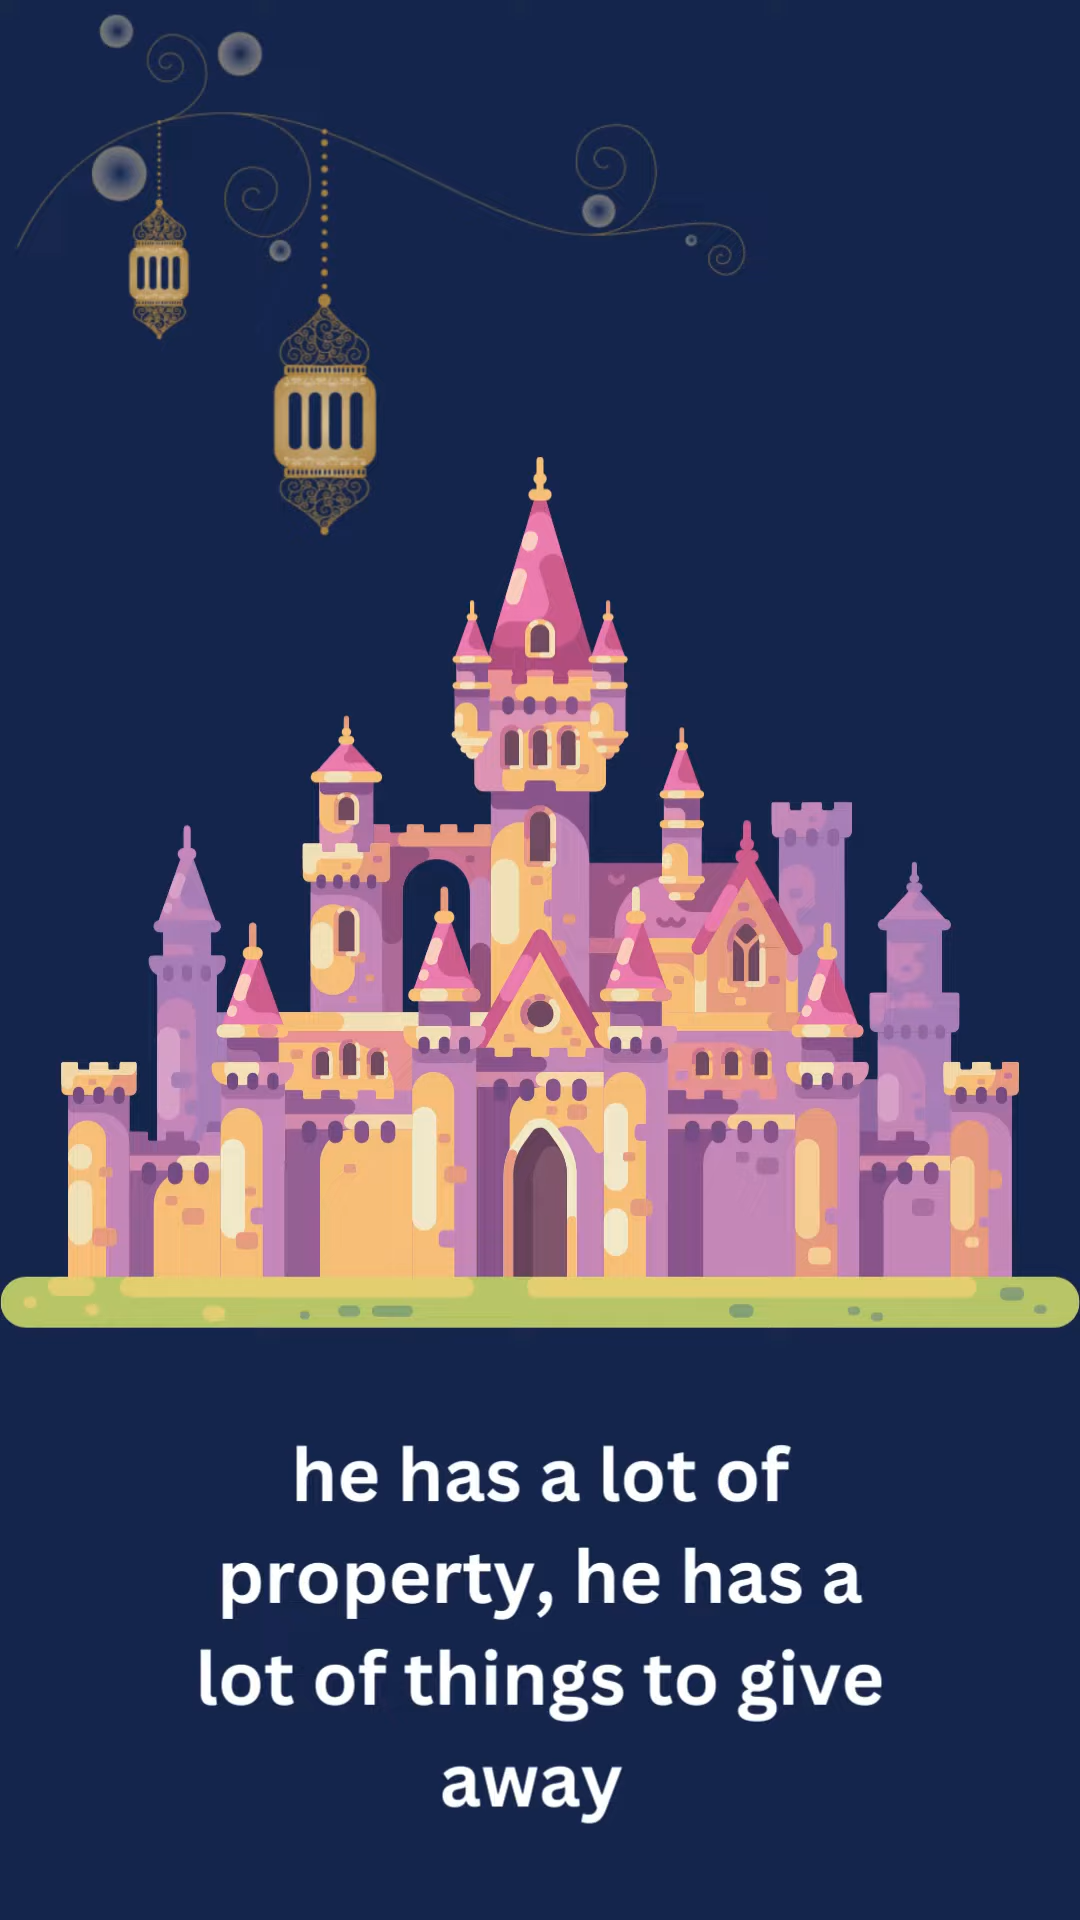 he has a lot of
property, he has a
lot of things to give
away